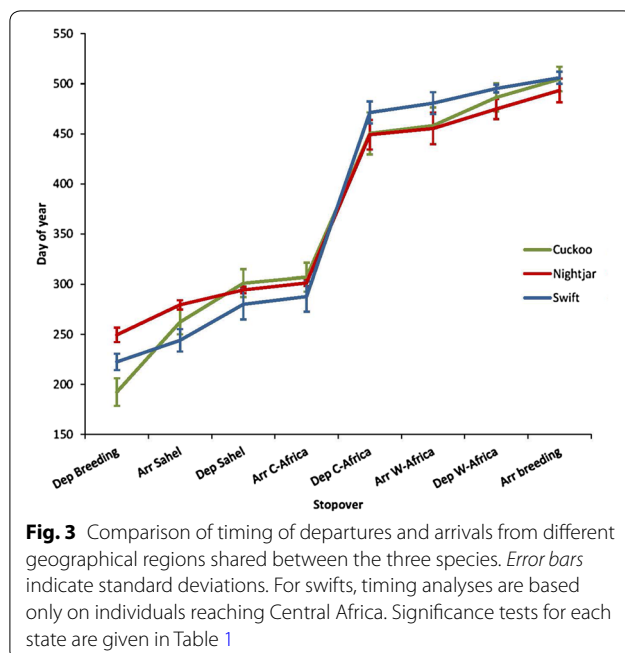 550
500
450
400
350
300
250
200
150
Day of year
Cuckoo
Nightjar
Swift
Dep Breeding
Arr Sahel
Dep Sahel
Arr C-Africa
Dep C-Africa
Arr W-Africa
Dep W-Africa
Arr breeding
Stopover
Fig. 3 Comparison of timing of departures and arrivals from different
geographical regions shared between the three species. Error bars
indicate standard deviations. For swifts, timing analyses are based
only on individuals reaching Central Africa. Significance tests for each
state are given in Table 1